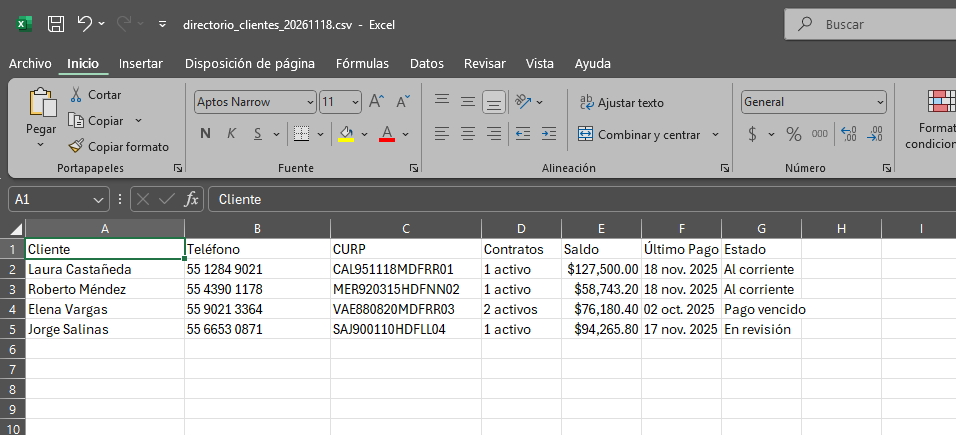 directorio_clientes_20261118.csv - Excel
Buscar
Archivo Inicio Insertar Disposición de página Fórmulas Datos Revisar Vista Ayuda
Pegar
Cortar
Copiar
Copiar formato
Portapapeles
Aptos Narrow 11
N K S
Fuente
Ajustar texto
Combinar y centrar
Alineación
General
$ % 000
Número
Format
condicion
A1 fx Cliente
A B C D E F G H I
1 Cliente Teléfono CURP Contratos Saldo Último Pago Estado
2 Laura Castañeda 55 1284 9021 CAL951118MDFRR01 1 activo $127,500.00 18 nov. 2025 Al corriente
3 Roberto Méndez 55 4390 1178 MER920315HDFNN02 1 activo $58,743.20 18 nov. 2025 Al corriente
4 Elena Vargas 55 9021 3364 VAE880820MDFRR03 2 activos $76,180.40 02 oct. 2025 Pago vencido
5 Jorge Salinas 55 6653 0871 SAJ900110HDFLL04 1 activo $94,265.80 17 nov. 2025 En revisión
6
7
8
9
10